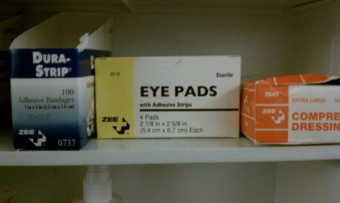 DURA-
STRIP
100
Adhesive Bandages
ZEE
0737
Sterile
EYE PADS
with Adhesive Strips
4 Pads
2 1/8 in x 2 5/8 in
(5.4 cm x 6.7 cm) Each
ZEE
EXTRA LARGE
COMPRE
DRESSIN
ZEE